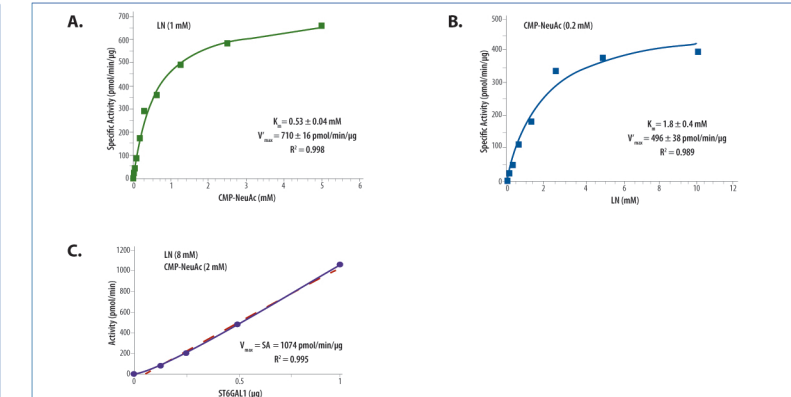 A.
LN (1 mM)
Specific Activity (pmol/min/μg)
700
600
500
400
300
200
100
0
Km = 0.53 ± 0.04 mM
V'max = 710 ± 16 pmol/min/μg
R² = 0.998
0 1 2 3 4 5 6
CMP-NeuAc (mM)
B.
CMP-NeuAc (0.2 mM)
Specific Activity (pmol/min/μg)
500
400
300
200
100
0
Km = 1.8 ± 0.4 mM
V'max = 496 ± 38 pmol/min/μg
R² = 0.989
0 2 4 6 8 10 12
LN (mM)
C.
LN (8 mM)
CMP-NeuAc (2 mM)
Activity (pmol/min)
1200
1000
800
600
400
200
0
Vmax = SA = 1074 pmol/min/μg
R² = 0.995
0 0.5 1
ST6GAL1 (μg)